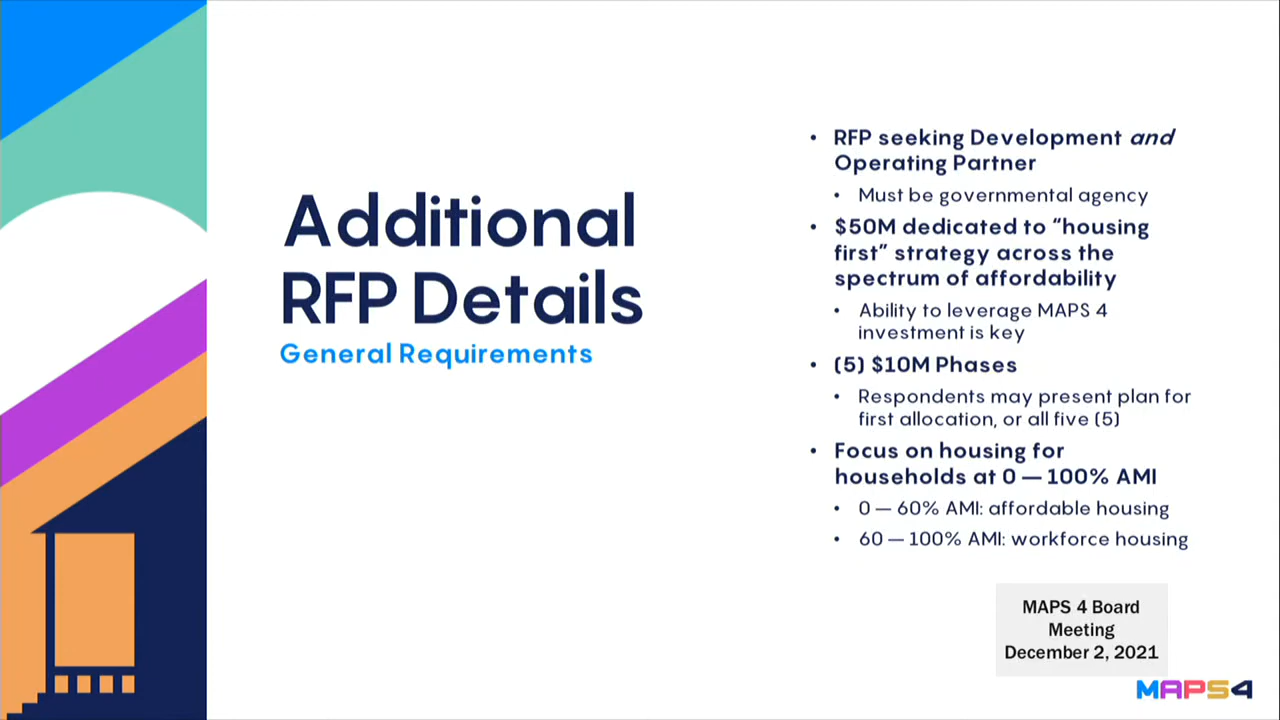 Additional
RFP Details
General Requirements
• RFP seeking Development and
Operating Partner
• Must be governmental agency
• $50M dedicated to “housing
first” strategy across the
spectrum of affordability
• Ability to leverage MAPS 4
investment is key
• (5) $10M Phases
• Respondents may present plan for
first allocation, or all five (5)
• Focus on housing for
households at 0 — 100% AMI
• 0 — 60% AMI: affordable housing
• 60 — 100% AMI: workforce housing
MAPS 4 Board
Meeting
December 2, 2021
MAPS4